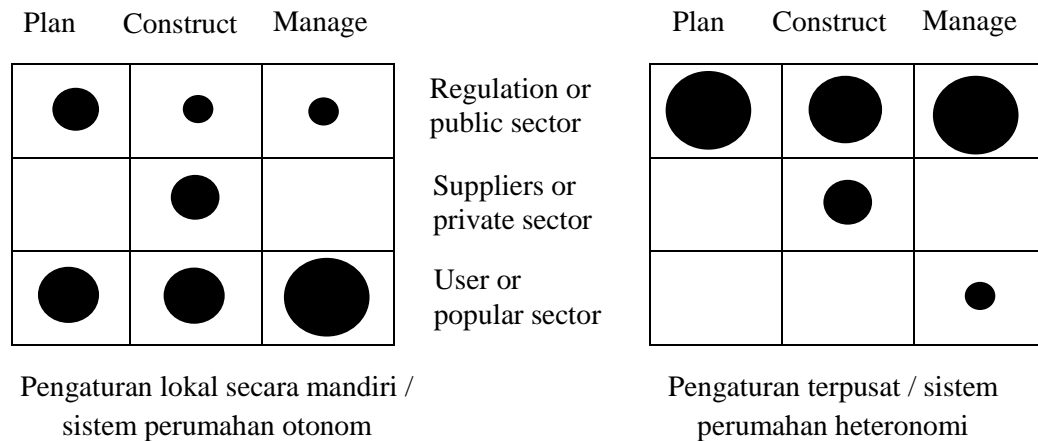 Plan Construct Manage
Plan Construct Manage
Regulation or
public sector
Suppliers or
private sector
User or
popular sector
Pengaturan lokal secara mandiri /
sistem perumahan otonom
Pengaturan terpusat / sistem
perumahan heteronomi